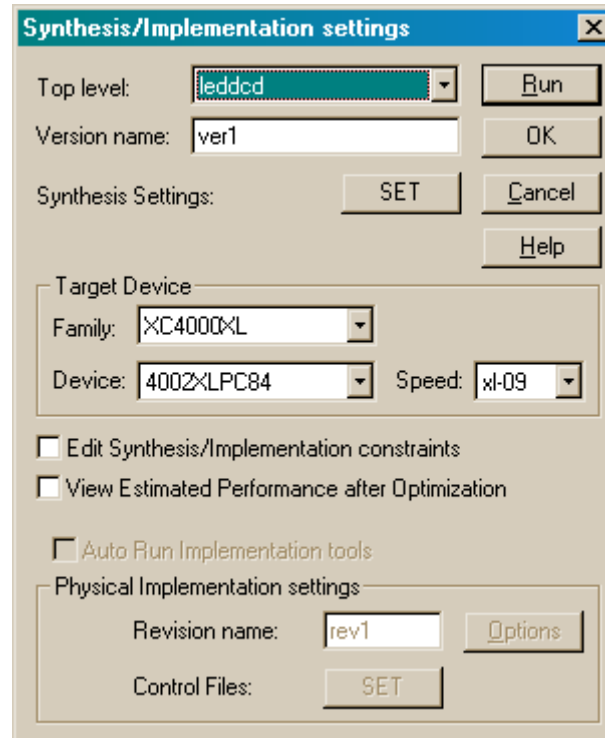 Synthesis/Implementation settings
Top level: leddcd Run
Version name: ver1 OK
Synthesis Settings: SET Cancel
Help
Target Device
Family: XC4000XL
Device: 4002XLPC84 Speed: xl-09
Edit Synthesis/Implementation constraints
View Estimated Performance after Optimization
Auto Run Implementation tools
Physical Implementation settings
Revision name: rev1 Options
Control Files: SET